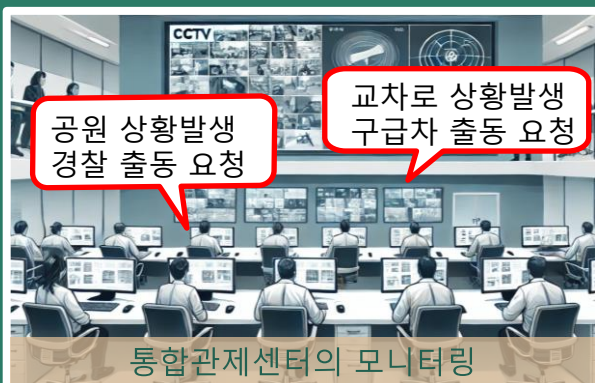 CCTV
공원 상황발생
경찰 출동 요청
교차로 상황발생
구급차 출동 요청
통합관제센터의 모니터링